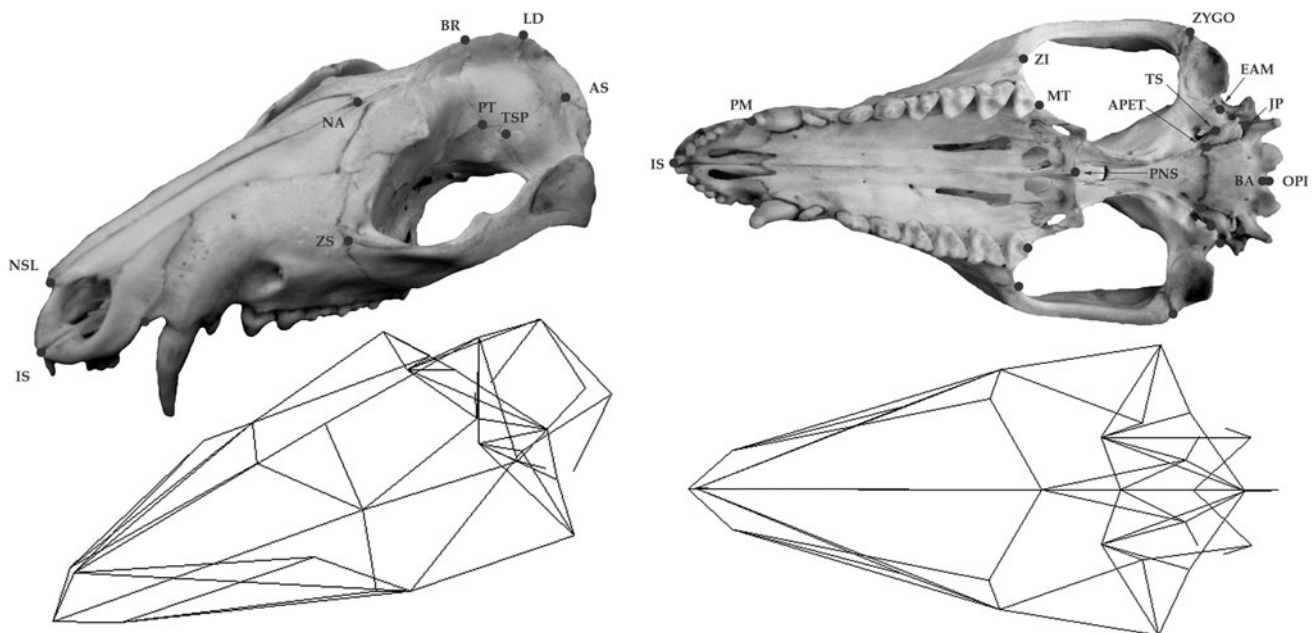 BR
LD
AS
PT
TSP
NA
ZS
NSL
IS
ZYGO
ZI
TS
EAM
MT
APET
JP
PM
IS
PNS
BA
OPI